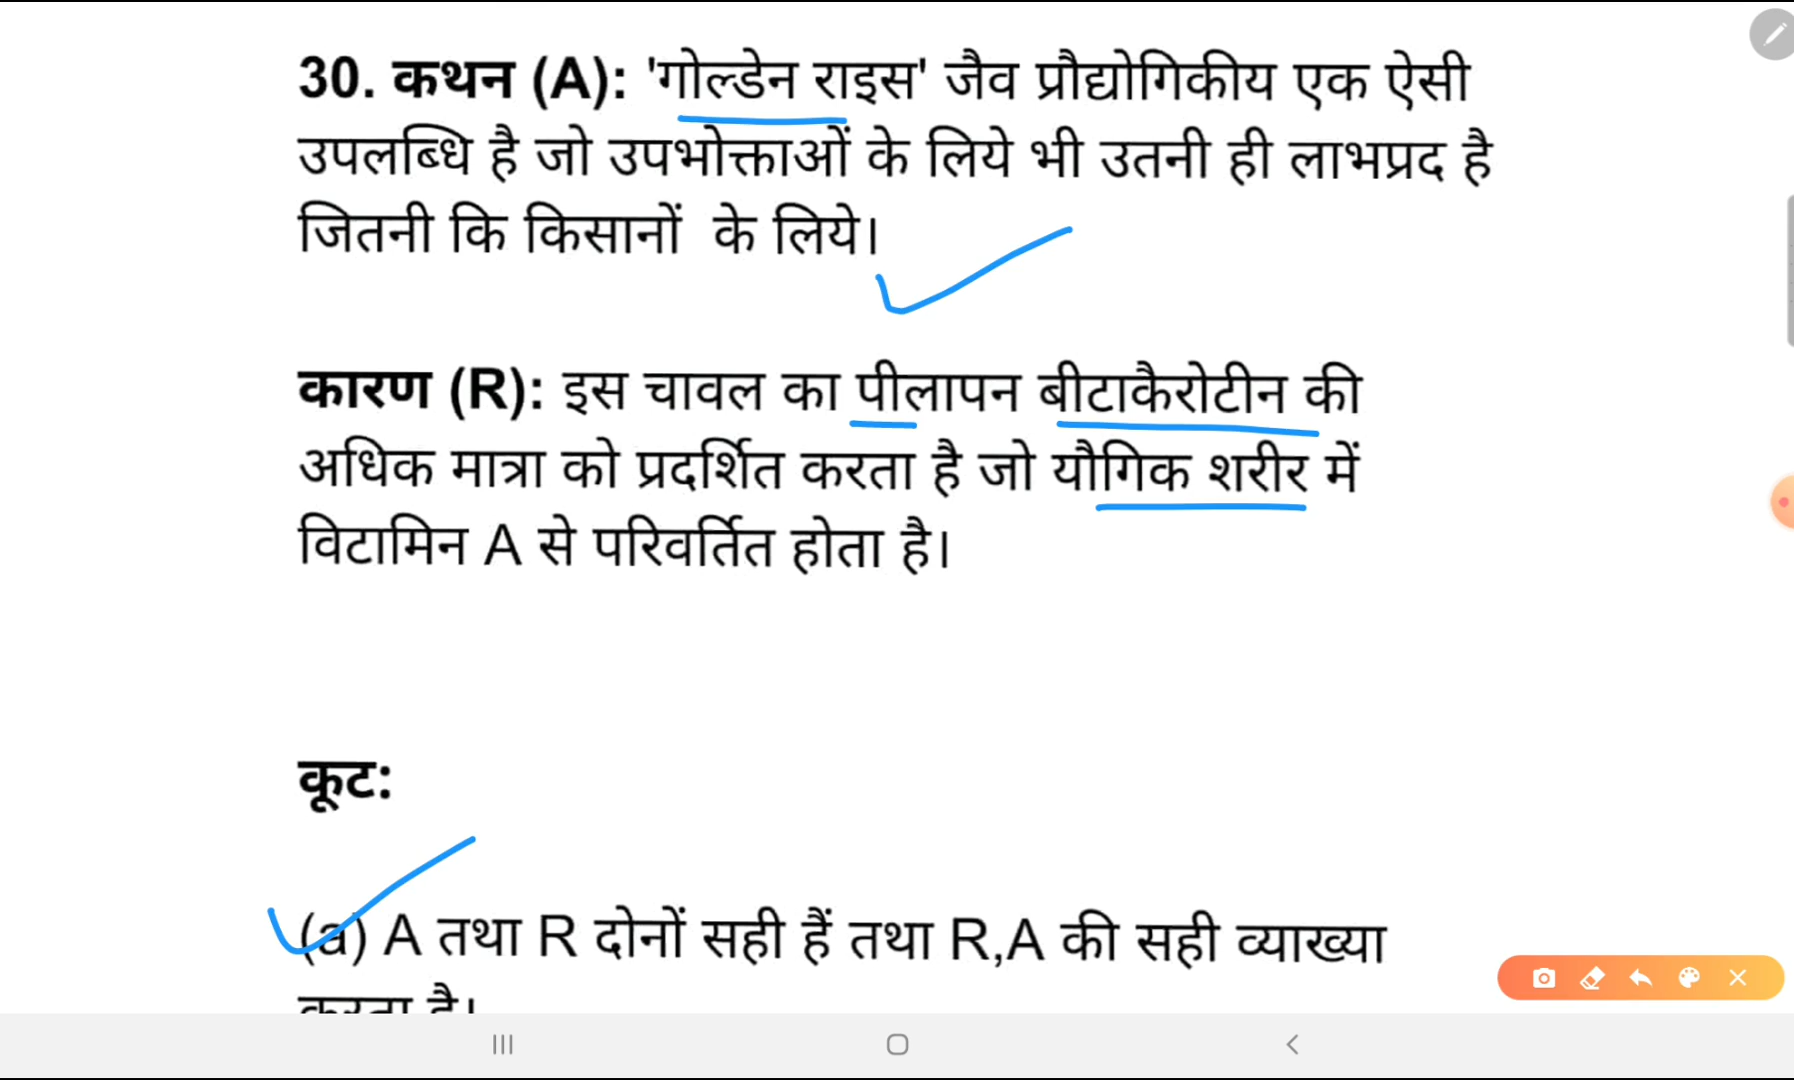 30. कथन (A): 'गोल्डेन राइस' जैव प्रौद्योगिकीय एक ऐसी
उपलब्धि है जो उपभोक्ताओं के लिये भी उतनी ही लाभप्रद है
जितनी कि किसानों के लिये।
कारण (R): इस चावल का पीलापन बीटाकैरोटीन की
अधिक मात्रा को प्रदर्शित करता है जो यौगिक शरीर में
विटामिन A से परिवर्तित होता है।
कूट:
(a) A तथा R दोनों सही हैं तथा R,A की सही व्याख्या
करता है।